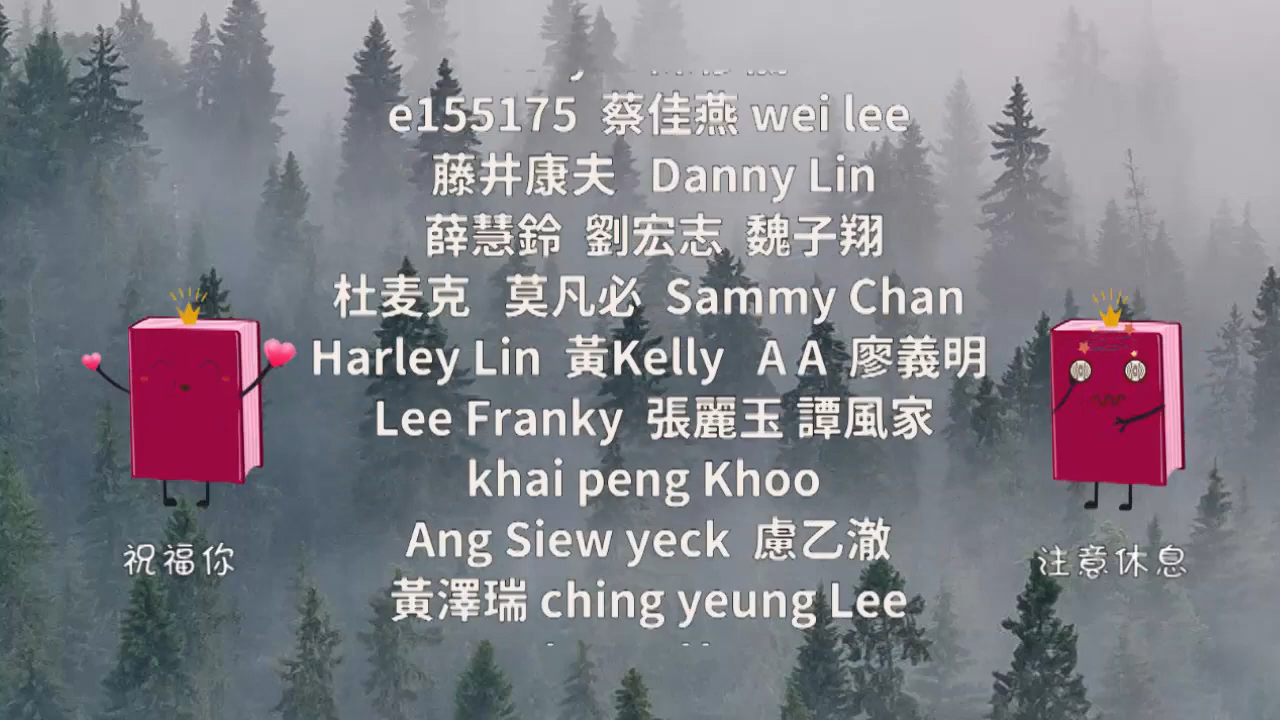 e155175 蔡佳燕 wei lee
藤井康夫 Danny Lin
薛慧鈴 劉宏志 魏子翔
杜麦克 莫凡必 Sammy Chan
Harley Lin 黃Kelly A A 廖義明
Lee Franky 張麗玉 譚風家
khai peng Khoo
Ang Siew yeck 慮乙澈
黃澤瑞 ching yeung Lee
祝福你
注意休息